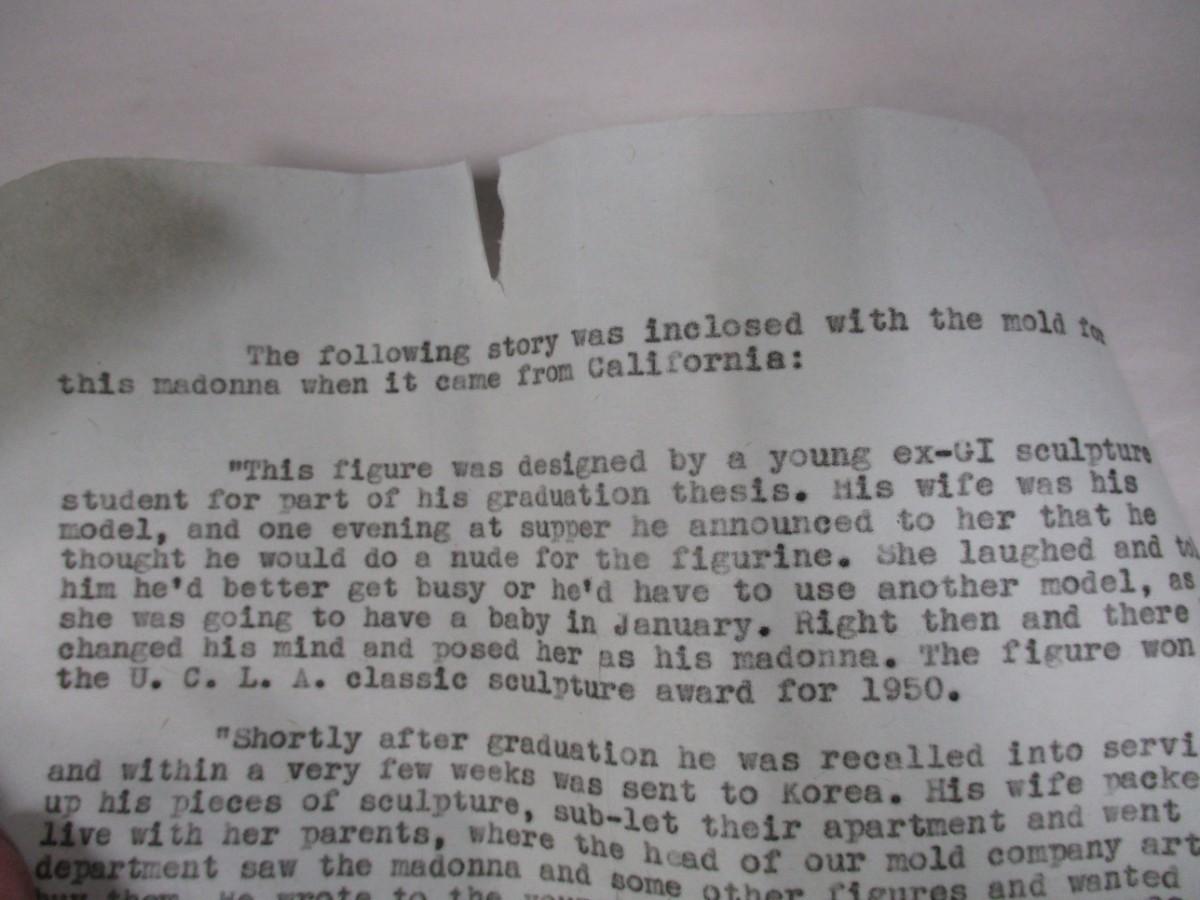 The following story was inclosed with the mold for
this madonna when it came from California:
"This figure was designed by a young ex-GI sculpture
student for part of his graduation thesis. His wife was his
model, and one evening at supper he announced to her that he
thought he would do a nude for the figurine. She laughed and
him he'd better get busy or he'd have to use another model, as
she was going to have a baby in January. Right then and there
changed his mind and posed her as his madonna. The figure won
the U. C. L. A. classic sculpture award for 1950.
"Shortly after graduation he was recalled into servi
and within a very few weeks was sent to Korea. His wife packe
up his pieces of sculpture, sub-let their apartment and went
live with her parents, where the head of our mold company art
department saw the madonna and some other figures and wanted
buy them. He wrote to the